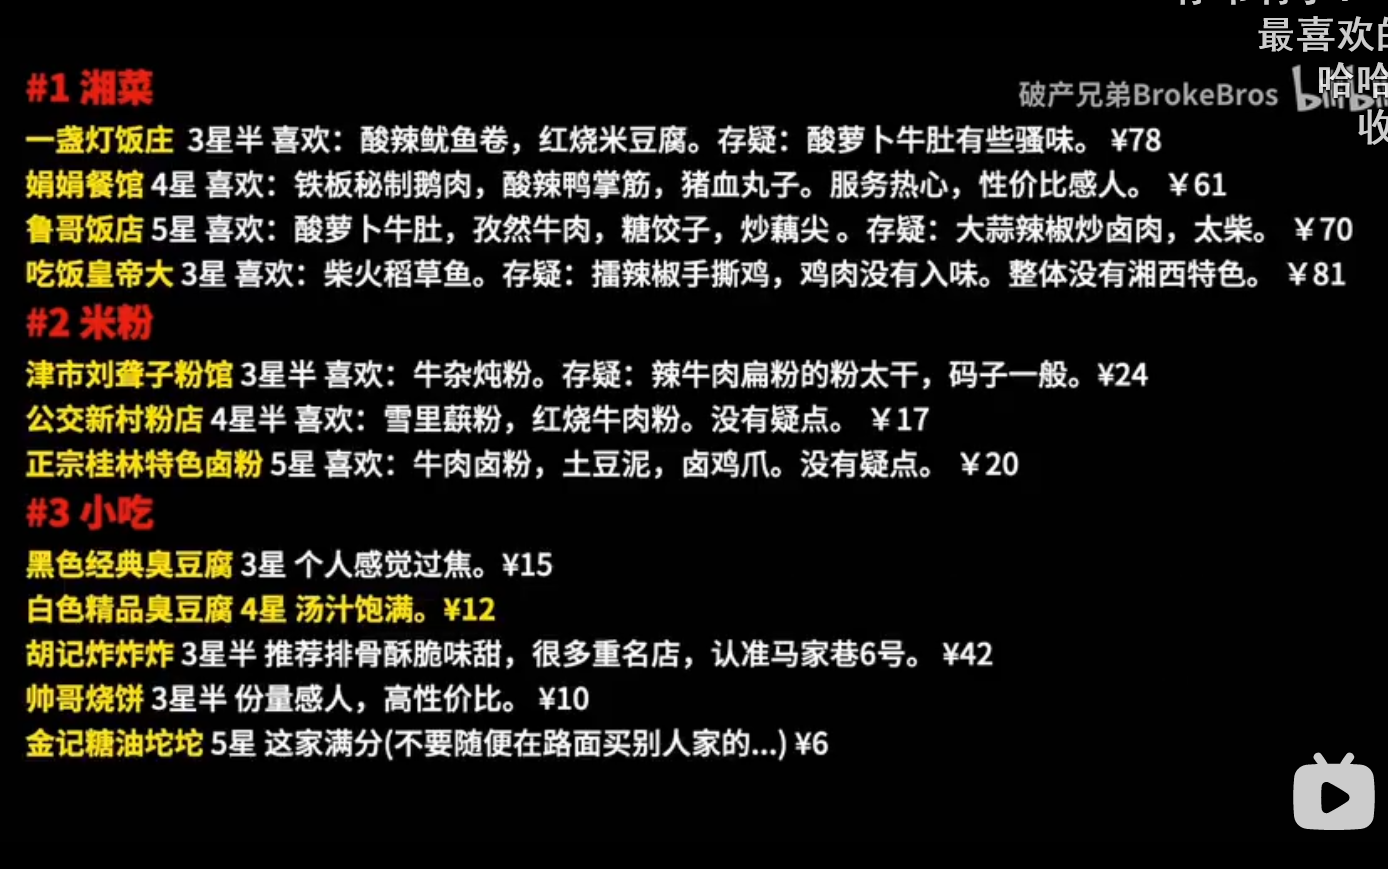 最喜欢的
#1 湘菜
破产兄弟BrokeBros
哈哈
收
一盏灯饭庄 3星半 喜欢：酸辣鱿鱼卷，红烧米豆腐。存疑：酸萝卜牛肚有些骚味。 ¥78
娟娟餐馆 4星 喜欢：铁板秘制鹅肉，酸辣鸭掌筋，猪血丸子。服务热心，性价比感人。 ￥61
鲁哥饭店 5星 喜欢：酸萝卜牛肚，孜然牛肉，糖饺子，炒藕尖 。存疑：大蒜辣椒炒卤肉，太柴。 ￥70
吃饭皇帝大 3星 喜欢：柴火稻草鱼。存疑：擂辣椒手撕鸡，鸡肉没有入味。整体没有湘西特色。 ￥81
#2 米粉
津市刘聋子粉馆 3星半 喜欢：牛杂炖粉。存疑：辣牛肉扁粉的粉太干，码子一般。¥24
公交新村粉店 4星半 喜欢：雪里蕻粉，红烧牛肉粉。没有疑点。 ￥17
正宗桂林特色卤粉 5星 喜欢：牛肉卤粉，土豆泥，卤鸡爪。没有疑点。 ￥20
#3 小吃
黑色经典臭豆腐 3星 个人感觉过焦。¥15
白色精品臭豆腐 4星 汤汁饱满。¥12
胡记炸炸炸 3星半 推荐排骨酥脆味甜，很多重名店，认准马家巷6号。 ¥42
帅哥烧饼 3星半 份量感人，高性价比。 ¥10
金记糖油坨坨 5星 这家满分(不要随便在路面买别人家的...) ¥6